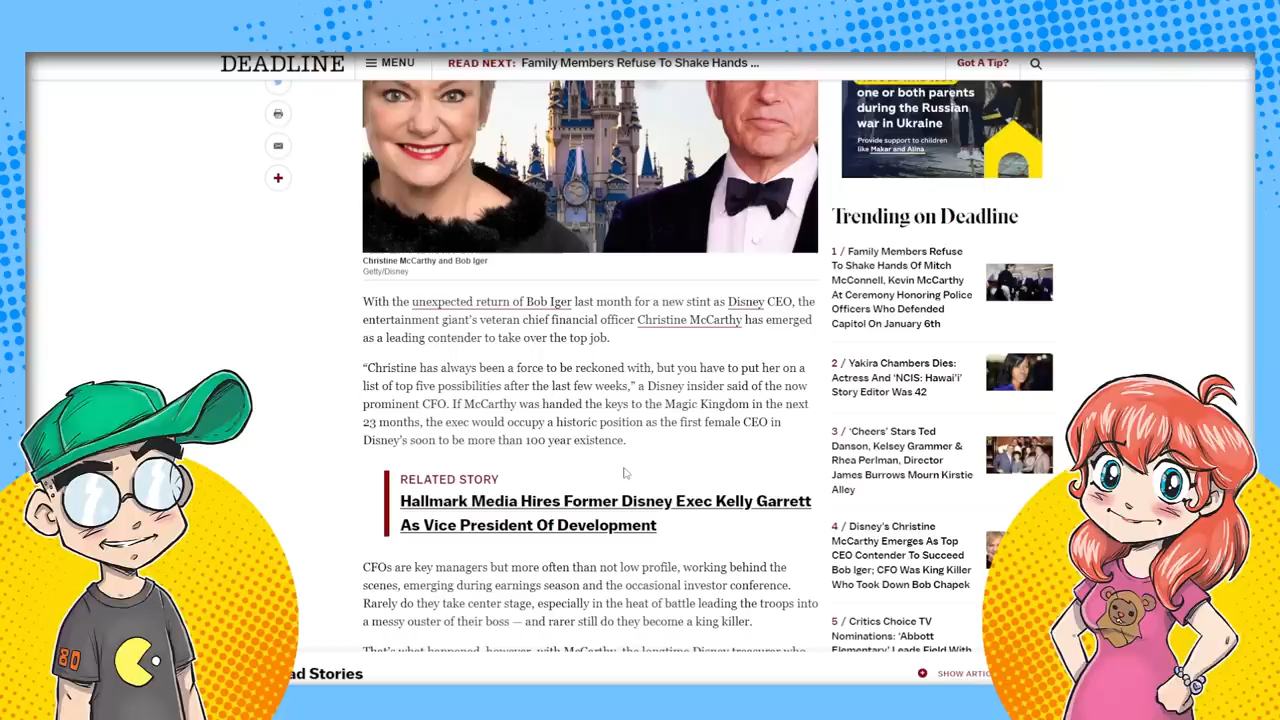 DEADLINE
MENU
READ NEXT: Family Members Refuse To Shake Hands ...
Got A Tip?
one or both parents
during the Russian
war in Ukraine
Provide support to children
like Makar and Alina.
Christine McCarthy and Bob Iger
Getty/Disney
With the unexpected return of Bob Iger last month for a new stint as Disney CEO, the
entertainment giant's veteran chief financial officer Christine McCarthy has emerged
as a leading contender to take over the top job.
“Christine has always been a force to be reckoned with, but you have to put her on a
list of top five possibilities after the last few weeks,” a Disney insider said of the now
prominent CFO. If McCarthy was handed the keys to the Magic Kingdom in the next
23 months, the exec would occupy a historic position as the first female CEO in
Disney's soon to be more than 100 year existence.
RELATED STORY
Hallmark Media Hires Former Disney Exec Kelly Garrett
As Vice President Of Development
CFOs are key managers but more often than not low profile, working behind the
scenes, emerging during earnings season and the occasional investor conference.
Rarely do they take center stage, especially in the heat of battle leading the troops into
a messy ouster of their boss — and rarer still do they become a king killer.
That's what happened, however, with McCarthy, the longtime Disney treasurer who
Trending on Deadline
1 / Family Members Refuse
To Shake Hands Of Mitch
McConnell, Kevin McCarthy
At Ceremony Honoring Police
Officers Who Defended
Capitol On January 6th
2 / Yakira Chambers Dies:
Actress And ‘NCIS: Hawai‘i’
Story Editor Was 42
3 / ‘Cheers’ Stars Ted
Danson, Kelsey Grammer &
Rhea Perlman, Director
James Burrows Mourn Kirstie
Alley
4 / Disney's Christine
McCarthy Emerges As Top
CEO Contender To Succeed
Bob Iger; CFO Was King Killer
Who Took Down Bob Chapek
5 / Critics Choice TV
Nominations: ‘Abbott
Elementary’ Leads Field With
ad Stories
SHOW ARTIC
80